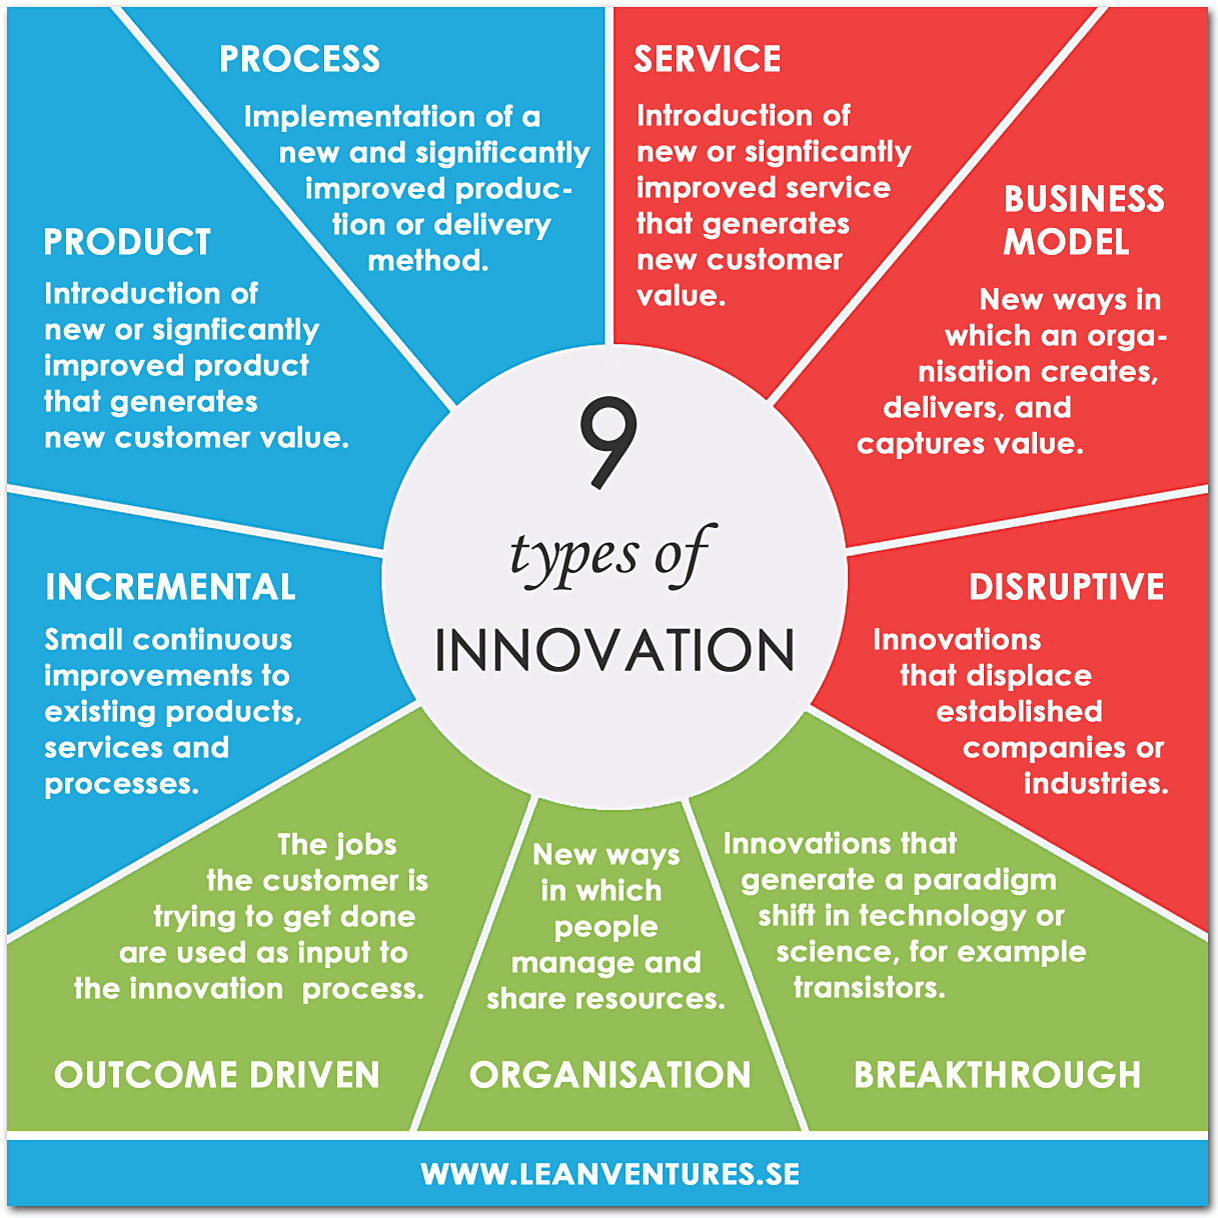 PROCESS
Implementation of a
new and significantly
improved produc-
tion or delivery
method.
SERVICE
Introduction of
new or signficantly
improved service
that generates
new customer
value.
BUSINESS
MODEL
New ways in
which an orga-
nisation creates,
delivers, and
captures value.
PRODUCT
Introduction of
new or signficantly
improved product
that generates
new customer value.
9
types of
INNOVATION
INCREMENTAL
Small continuous
improvements to
existing products,
services and
processes.
DISRUPTIVE
Innovations
that displace
established
companies or
industries.
The jobs
the customer is
trying to get done
are used as input to
the innovation process.
OUTCOME DRIVEN
New ways
in which
people
manage and
share resources.
ORGANISATION
Innovations that
generate a paradigm
shift in technology or
science, for example
transistors.
BREAKTHROUGH
WWW.LEANVENTURES.SE